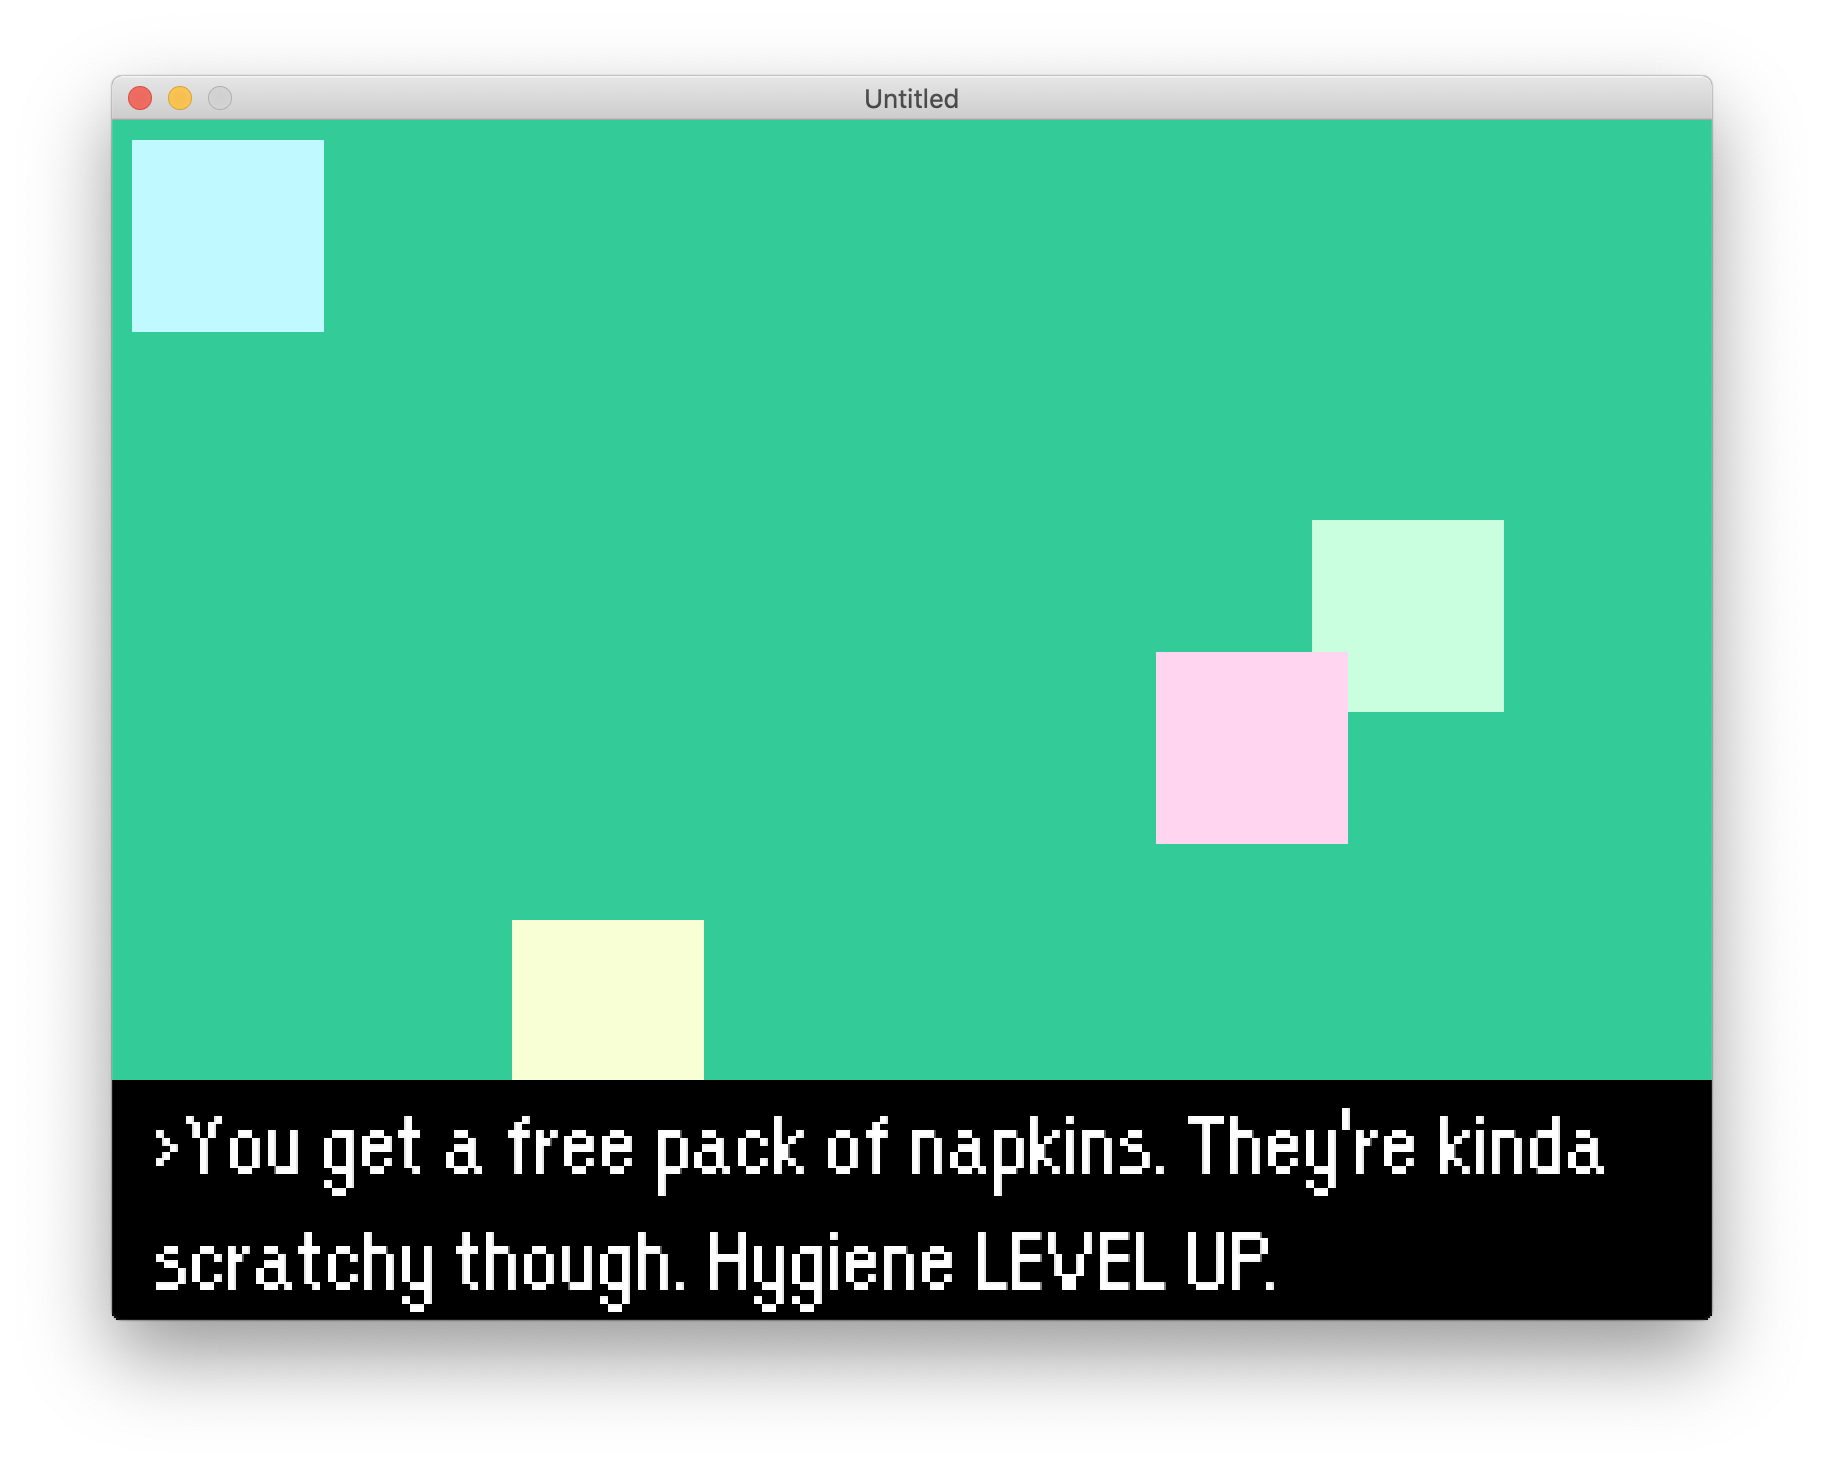 Untitled
>You get a free pack of napkins. They're kinda
scratchy though. Hygiene LEVEL UP.